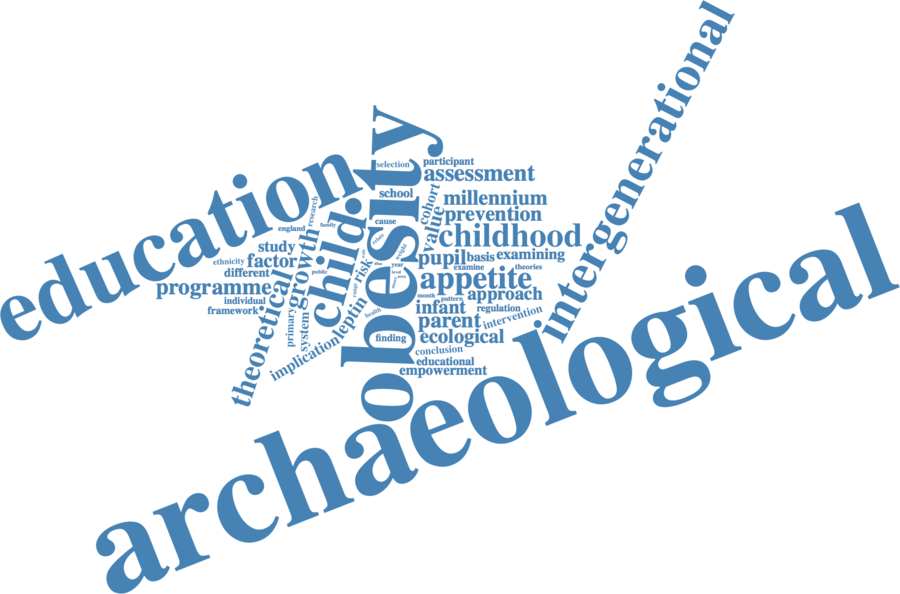 intergenerational
education
obesity
selection
participant
assessment
school
research
cohort
millennium
england
family
cause
value
prevention
child
childhood
study
growth
ethnicity
factor
different
public
risk
weight
year
level
pupil
basis
examining
examine
theories
appetite
programme
theoretical
individual
framework
primary
system
leptin
month
pattern
approach
infant
regulation
health
parent
intervention
implication
finding
ecological
conclusion
educational
empowerment
archaeological